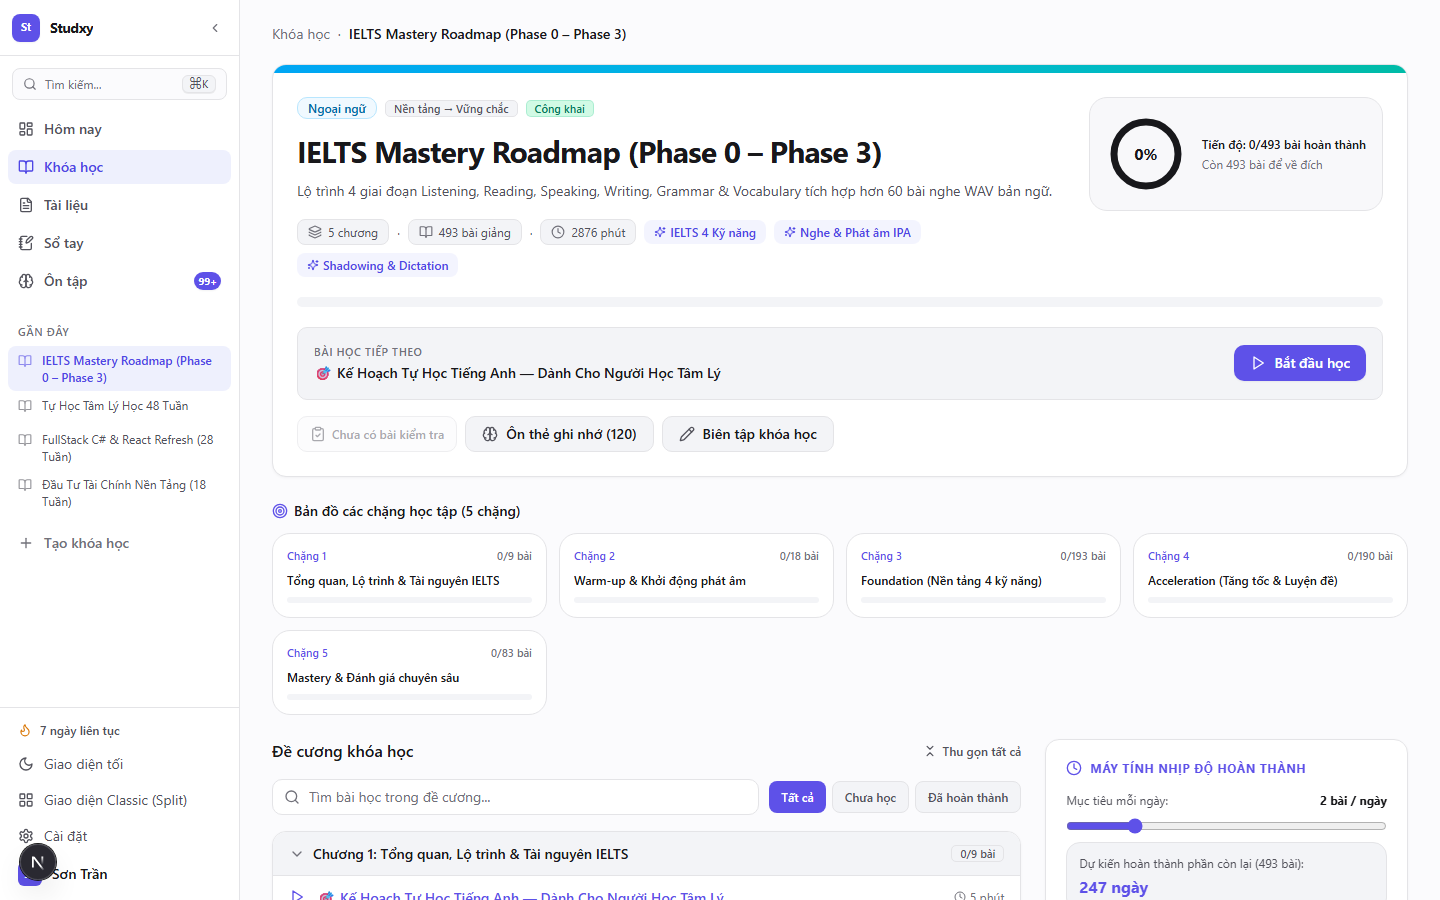 St Studxy
Tìm kiếm... ⌘K
Hôm nay
Khóa học
Tài liệu
Sổ tay
Ôn tập 99+
GẦN ĐÂY
IELTS Mastery Roadmap (Phase
0 – Phase 3)
Tự Học Tâm Lý Học 48 Tuần
FullStack C# & React Refresh (28
Tuần)
Đầu Tư Tài Chính Nền Tảng (18
Tuần)
Tạo khóa học
7 ngày liên tục
Giao diện tối
Giao diện Classic (Split)
Cài đặt
N
Sơn Trần
Khóa học · IELTS Mastery Roadmap (Phase 0 – Phase 3)
Ngoại ngữ Nền tảng → Vững chắc Công khai
IELTS Mastery Roadmap (Phase 0 – Phase 3)
Lộ trình 4 giai đoạn Listening, Reading, Speaking, Writing, Grammar & Vocabulary tích hợp hơn 60 bài nghe WAV bản ngữ.
5 chương · 493 bài giảng · 2876 phút IELTS 4 Kỹ năng Nghe & Phát âm IPA
Shadowing & Dictation
0%
Tiến độ: 0/493 bài hoàn thành
Còn 493 bài để về đích
BÀI HỌC TIẾP THEO
🎯 Kế Hoạch Tự Học Tiếng Anh — Dành Cho Người Học Tâm Lý
Bắt đầu học
Chưa có bài kiểm tra Ôn thẻ ghi nhớ (120) Biên tập khóa học
Bản đồ các chặng học tập (5 chặng)
Chặng 1 0/9 bài
Tổng quan, Lộ trình & Tài nguyên IELTS
Chặng 2 0/18 bài
Warm-up & Khởi động phát âm
Chặng 3 0/193 bài
Foundation (Nền tảng 4 kỹ năng)
Chặng 4 0/190 bài
Acceleration (Tăng tốc & Luyện đề)
Chặng 5 0/83 bài
Mastery & Đánh giá chuyên sâu
Đề cương khóa học Thu gọn tất cả
Tìm bài học trong đề cương... Tất cả Chưa học Đã hoàn thành
Chương 1: Tổng quan, Lộ trình & Tài nguyên IELTS 0/9 bài
🎯 Kế Hoạch Tự Học Tiếng Anh — Dành Cho Người Học Tâm Lý 5 phút
MÁY TÍNH NHỊP ĐỘ HOÀN THÀNH
Mục tiêu mỗi ngày: 2 bài / ngày
Dự kiến hoàn thành phần còn lại (493 bài):
247 ngày